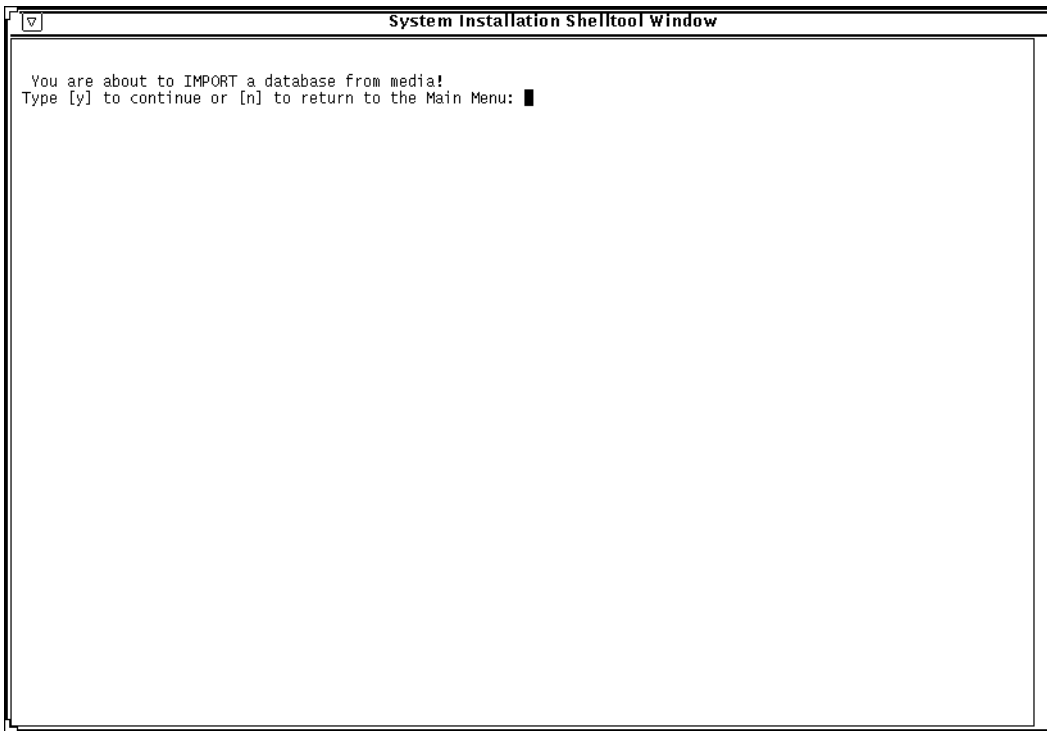 System Installation Shelltool Window
You are about to IMPORT a database from media!
Type [y] to continue or [n] to return to the Main Menu: